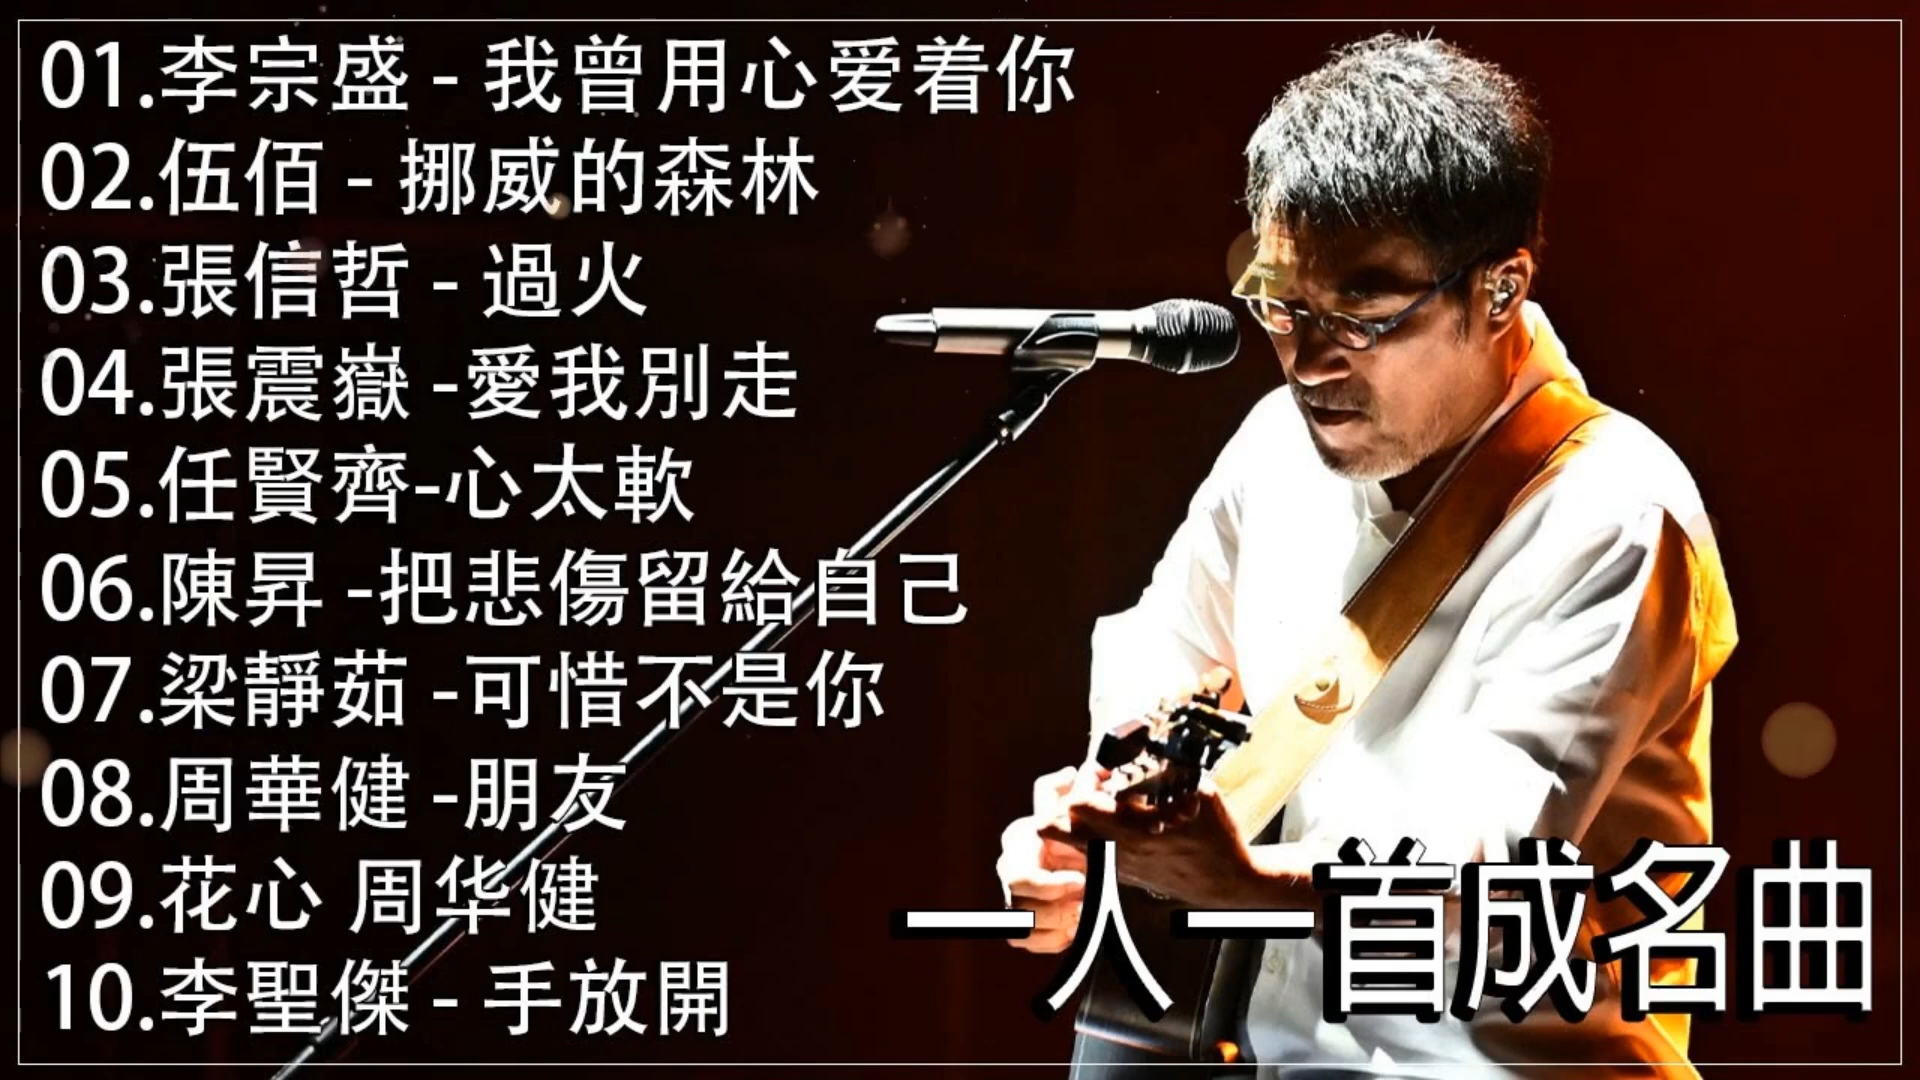 01.李宗盛 - 我曾用心爱着你
02.伍佰 - 挪威的森林
03.張信哲 - 過火
04.張震嶽 -愛我別走
05.任賢齊-心太軟
06.陳昇 -把悲傷留給自己
07.梁靜茹 -可惜不是你
08.周華健 -朋友
09.花心 周华健
10.李聖傑 - 手放開
一人一首成名曲